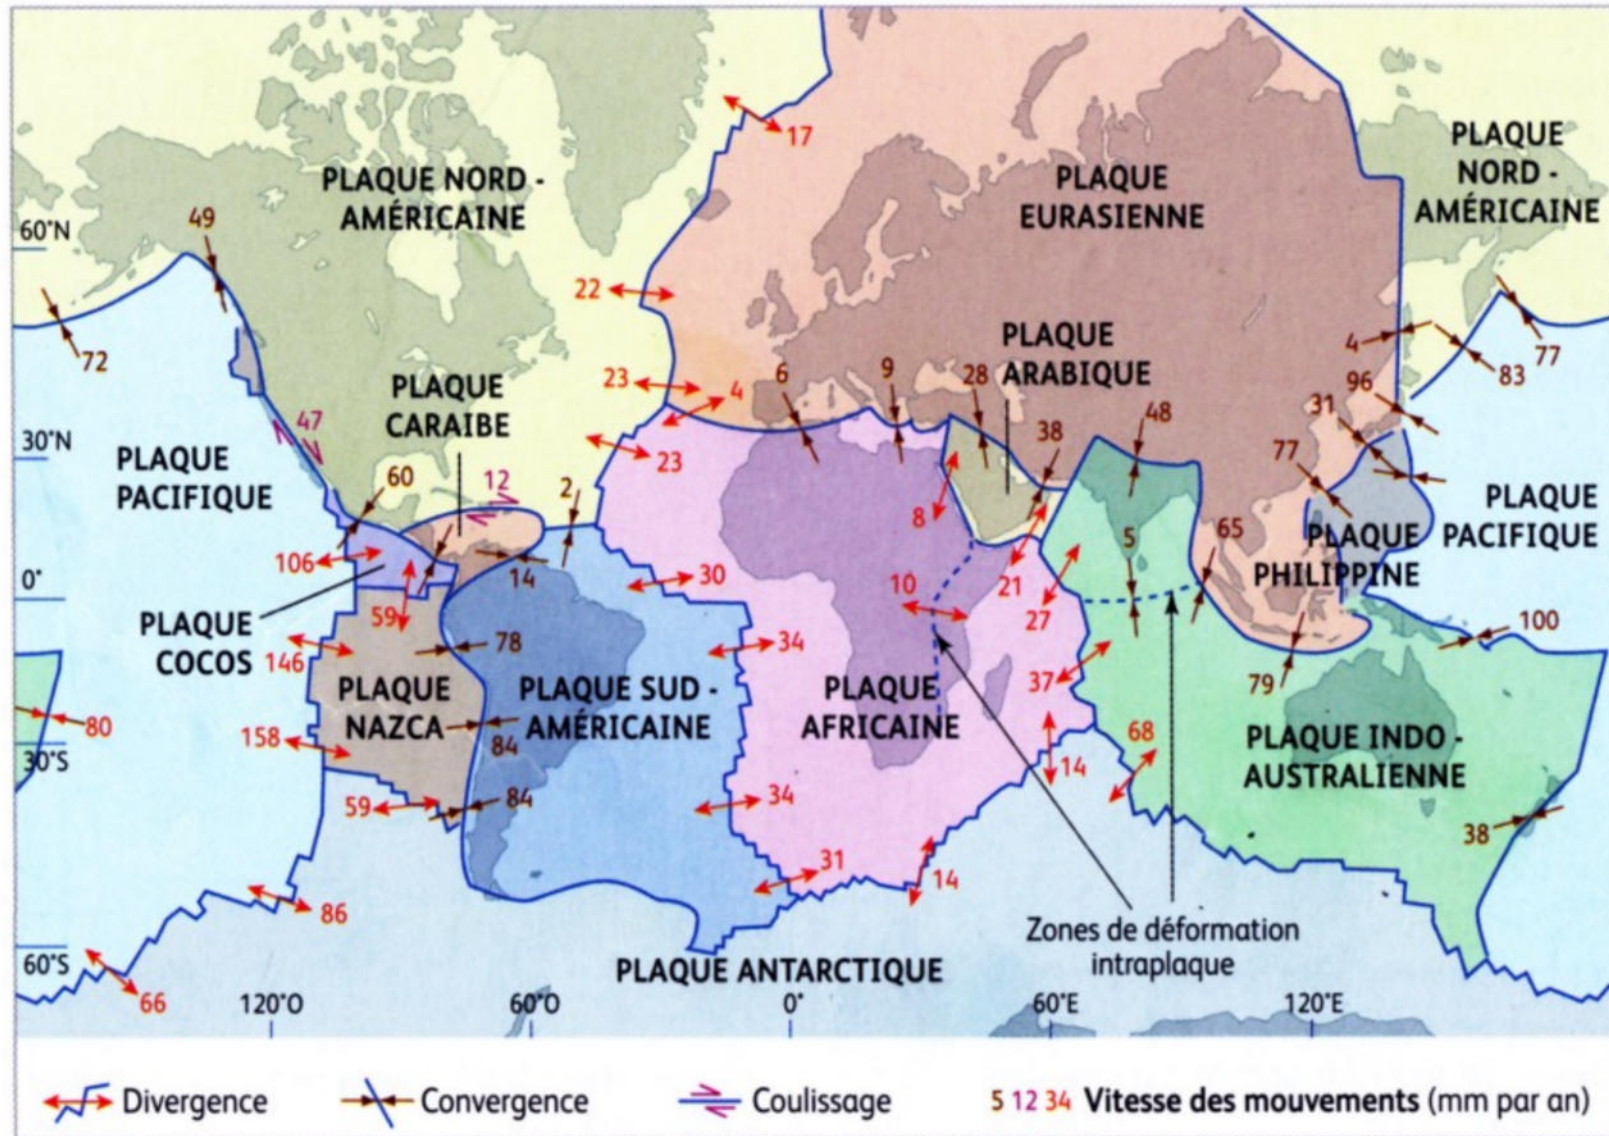 PLAQUE NORD -
AMÉRICAINE
PLAQUE
EURASIENNE
PLAQUE
NORD -
AMÉRICAINE
PLAQUE
ARABIQUE
PLAQUE
CARAIBE
PLAQUE
PACIFIQUE
PLAQUE
PACIFIQUE
PLAQUE
PHILIPPINE
PLAQUE
COCOS
PLAQUE
NAZCA
PLAQUE SUD -
AMÉRICAINE
PLAQUE
AFRICAINE
PLAQUE INDO -
AUSTRALIENNE
PLAQUE ANTARCTIQUE
Zones de déformation
intraplaque
60°N
30°N
0°
30°S
60°S
120°O
60°O
0°
60°E
120°E
17
49
22
72
23
4
6
9
28
38
48
4
96
31
77
83
77
47
60
12
2
23
8
5
65
106
14
30
10
21
27
59
100
146
78
34
37
79
80
158
84
68
14
59
84
34
38
31
14
86
66
Divergence
Convergence
Coulissage
5 12 34 Vitesse des mouvements (mm par an)